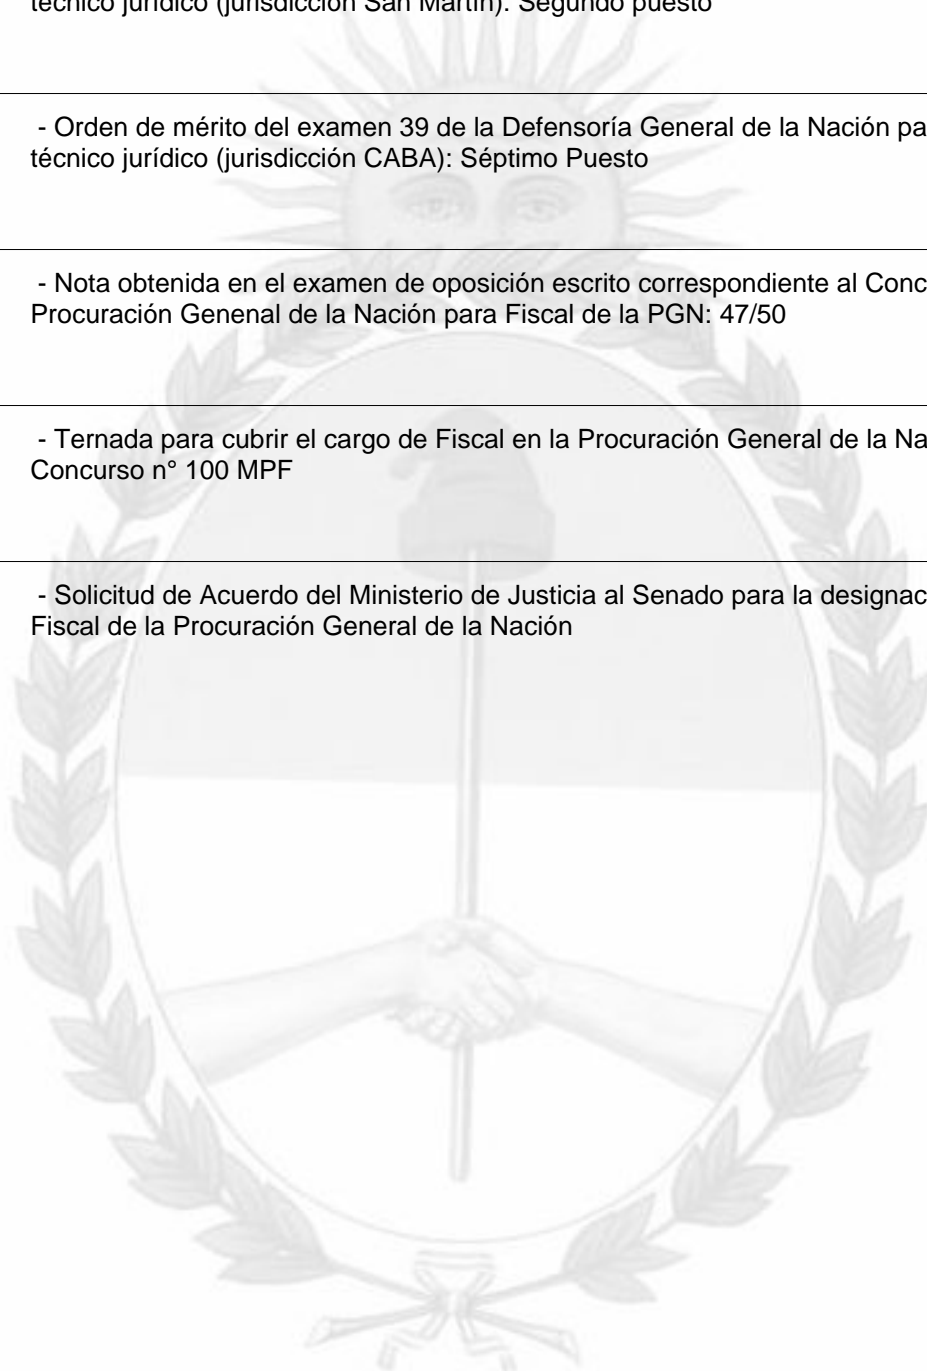 técnico jurídico (jurisdicción San Martín): Segundo puesto
- Orden de mérito del examen 39 de la Defensoría General de la Nación pa
técnico jurídico (jurisdicción CABA): Séptimo Puesto
- Nota obtenida en el examen de oposición escrito correspondiente al Conc
Procuración Genenal de la Nación para Fiscal de la PGN: 47/50
- Ternada para cubrir el cargo de Fiscal en la Procuración General de la Na
Concurso n° 100 MPF
- Solicitud de Acuerdo del Ministerio de Justicia al Senado para la designac
Fiscal de la Procuración General de la Nación